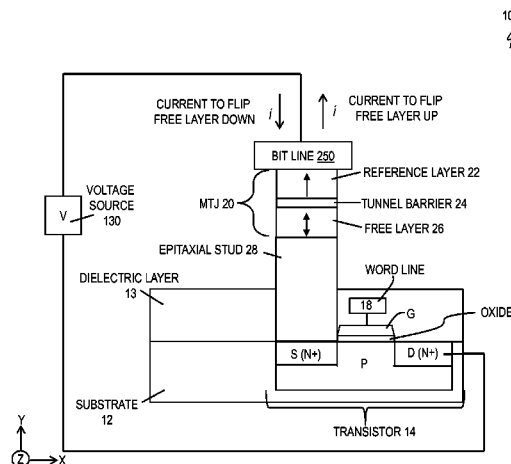 10
CURRENT TO FLIP
FREE LAYER DOWN
i
i
CURRENT TO FLIP
FREE LAYER UP
BIT LINE 250
REFERENCE LAYER 22
MTJ 20
TUNNEL BARRIER 24
FREE LAYER 26
VOLTAGE
SOURCE
130
V
EPITAXIAL STUD 28
WORD LINE
DIELECTRIC LAYER
13
18
G
OXIDE
S (N+)
P
D (N+)
SUBSTRATE
12
TRANSISTOR 14
Y
Z
X